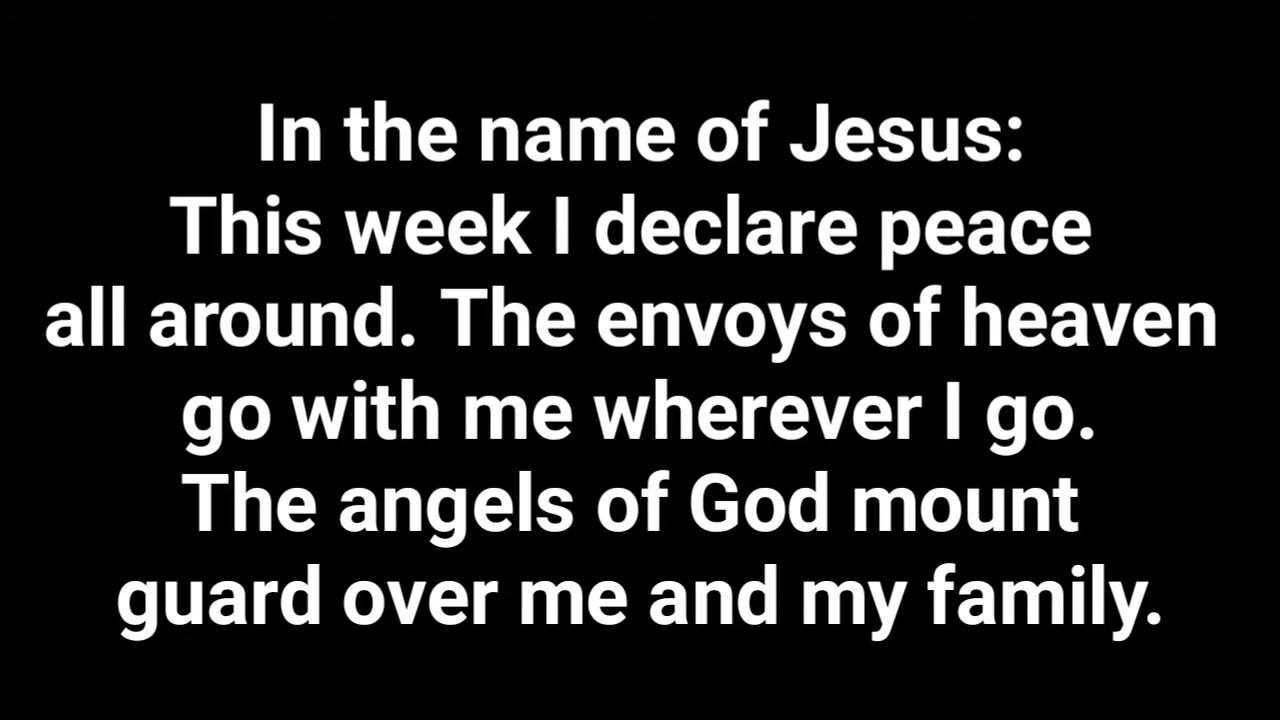 In the name of Jesus:
This week I declare peace
all around. The envoys of heaven
go with me wherever I go.
The angels of God mount
guard over me and my family.